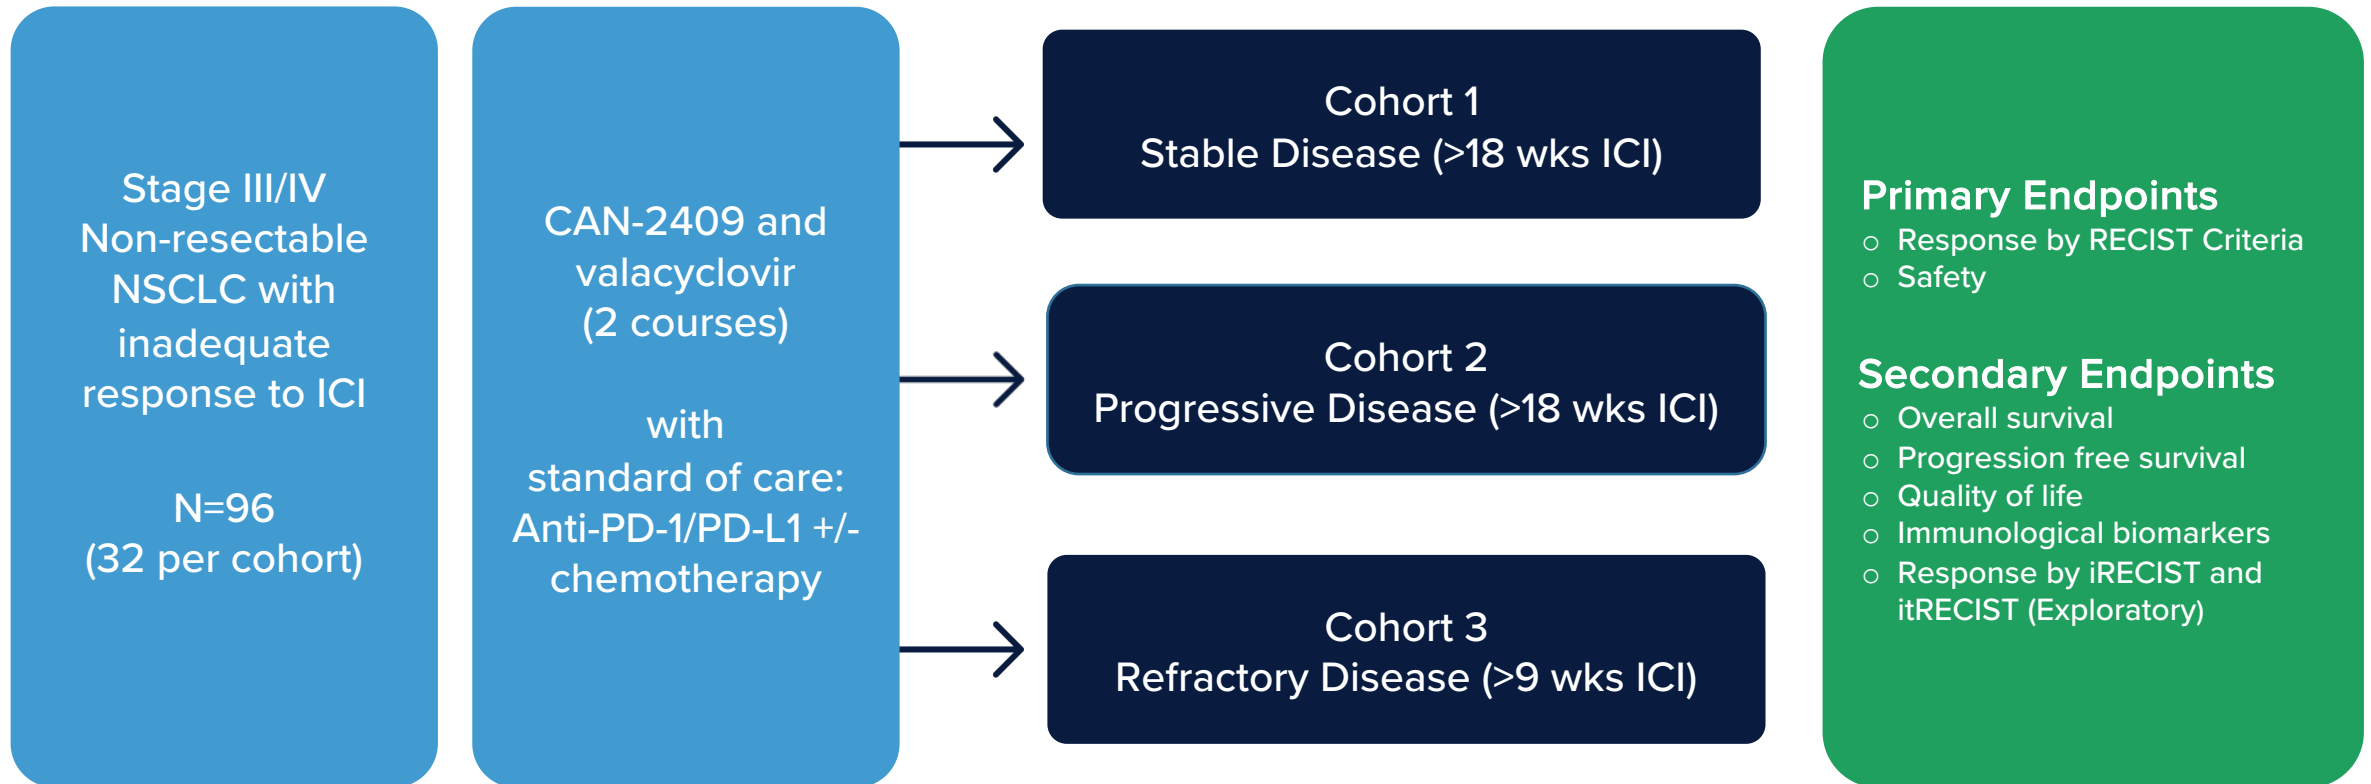 Stage III/IV
Non-resectable
NSCLC with
inadequate
response to ICI
N=96
(32 per cohort)
CAN-2409 and
valacyclovir
(2 courses)
with
standard of care:
Anti-PD-1/PD-L1 +/-
chemotherapy
Cohort 1
Stable Disease (>18 wks ICI)
Cohort 2
Progressive Disease (>18 wks ICI)
Cohort 3
Refractory Disease (>9 wks ICI)
Primary Endpoints
○ Response by RECIST Criteria
○ Safety
Secondary Endpoints
○ Overall survival
○ Progression free survival
○ Quality of life
○ Immunological biomarkers
○ Response by iRECIST and
itRECIST (Exploratory)